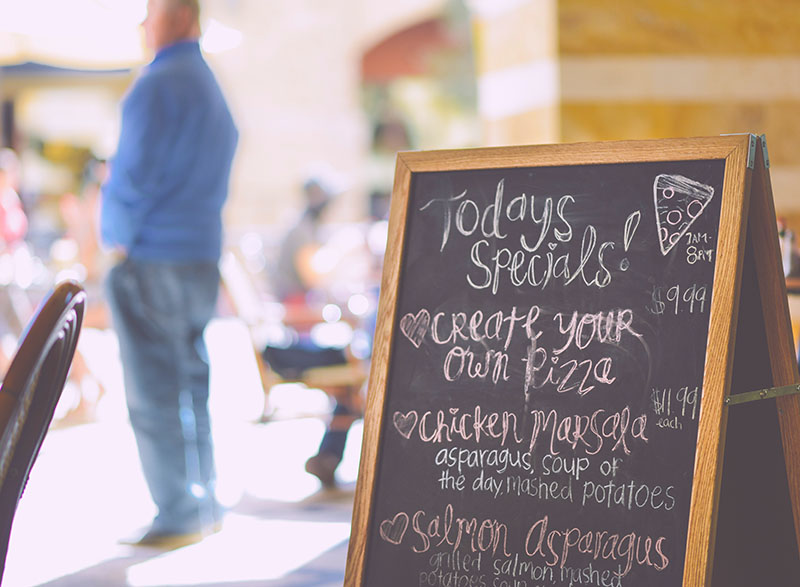 Todays
Specials!
7AM-
8PM
$9.99
CREATE YOUR
OWN PIZZA
$11.99
each
Chicken Marsala
asparagus, soup of
the day, mashed potatoes
Salmon Asparagus
grilled salmon, mashed
potatoes soup